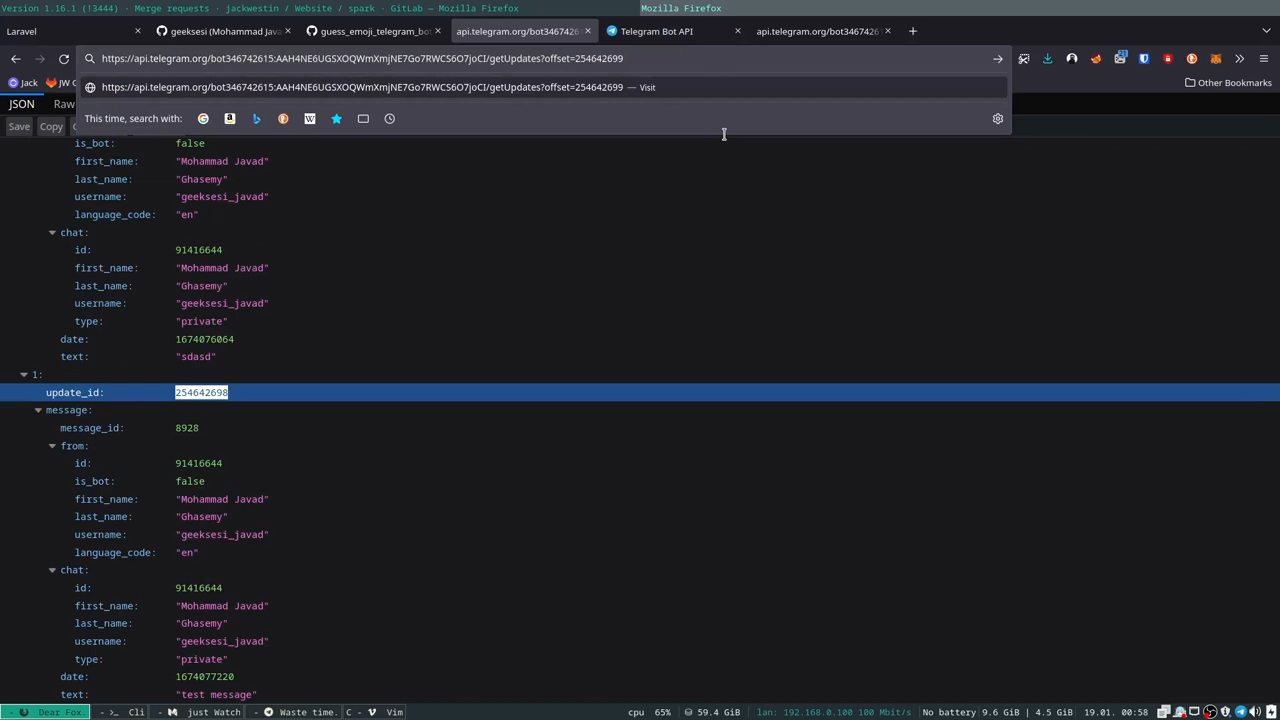 Version 1.16.1 (!3444) · Merge requests · jackwestin / Website / spark · GitLab — Mozilla Firefox
Mozilla Firefox
Laravel
geeksesi (Mohammad Java
guess_emoji_telegram_bot
api.telegram.org/bot3467426
Telegram Bot API
api.telegram.org/bot3467426
https://api.telegram.org/bot346742615:AAH4NE6UGSXOQWmXmjNE7Go7RWCS6O7joCI/getUpdates?offset=254642699
21
https://api.telegram.org/bot346742615:AAH4NE6UGSXOQWmXmjNE7Go7RWCS6O7joCI/getUpdates?offset=254642699 — Visit
Jack
JW G
Other Bookmarks
JSON
Raw
This time, search with:
Save
Copy
is_bot: false
first_name: "Mohammad Javad"
last_name: "Ghasemy"
username: "geeksesi_javad"
language_code: "en"
chat:
id: 91416644
first_name: "Mohammad Javad"
last_name: "Ghasemy"
username: "geeksesi_javad"
type: "private"
date: 1674076064
text: "sdasd"
1:
update_id: 254642698
message:
message_id: 8928
from:
id: 91416644
is_bot: false
first_name: "Mohammad Javad"
last_name: "Ghasemy"
username: "geeksesi_javad"
language_code: "en"
chat:
id: 91416644
first_name: "Mohammad Javad"
last_name: "Ghasemy"
username: "geeksesi_javad"
type: "private"
date: 1674077220
text: "test message"
Dear Fox. Cli just Watch Waste time. C - Vim cpu 65% 59.4 GiB lan: 192.168.0.100 100 Mbit/s No battery 9.6 GiB | 4.5 GiB 19.01. 00:58